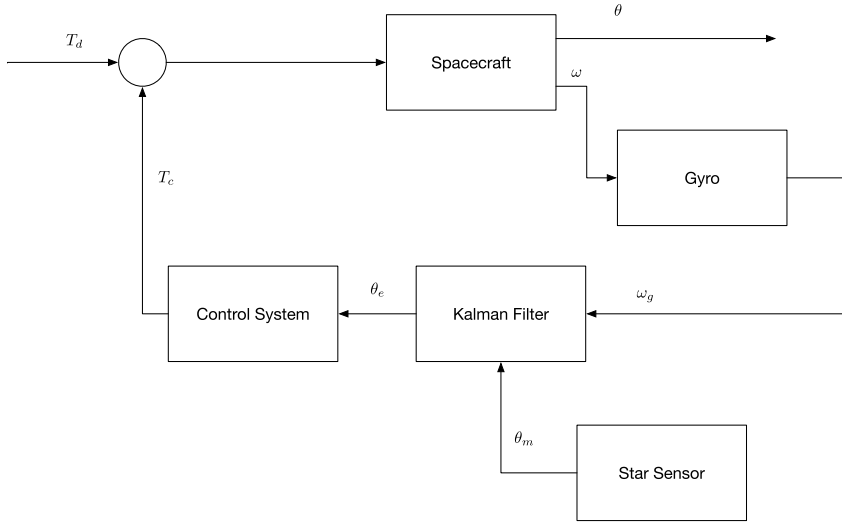 θ
T_d
Spacecraft
ω
T_c
Gyro
θ_e
ω_g
Control System
Kalman Filter
θ_m
Star Sensor